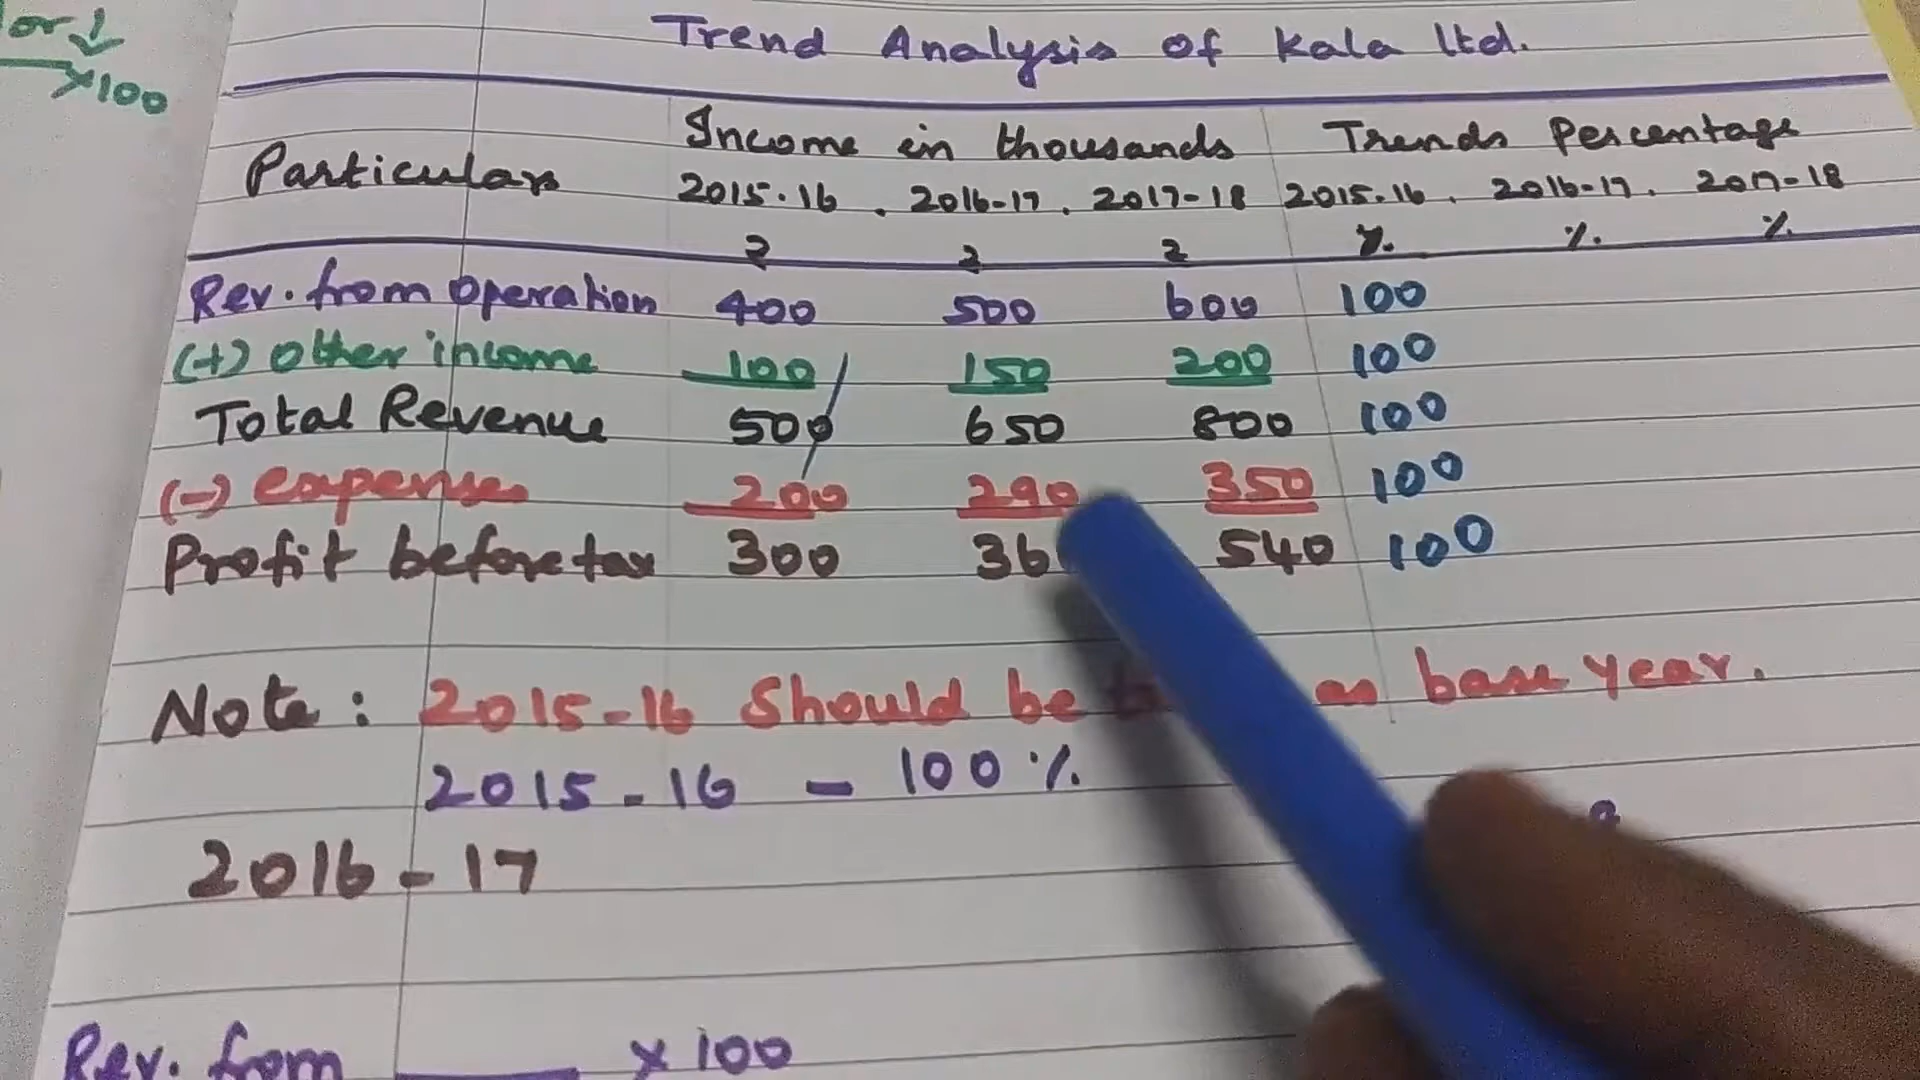 or ↓
×100
Trend Analysis of Kala ltd.
Particulars Income in thousands Trends Percentage
2015.16 . 2016-17 . 2017-18 2015.16 . 2016-17 . 2017-18
₹ ₹ ₹ % % %
Rev. from operation 400 500 600 100
(+) Other income 100 150 200 100
Total Revenue 500 650 800 100
(-) expenses 200 290 350 100
Profit before tax 300 36 540 100
Note : 2015-16 Should be as base year.
2015-16 - 100 %
2016-17
Rev. from ×100